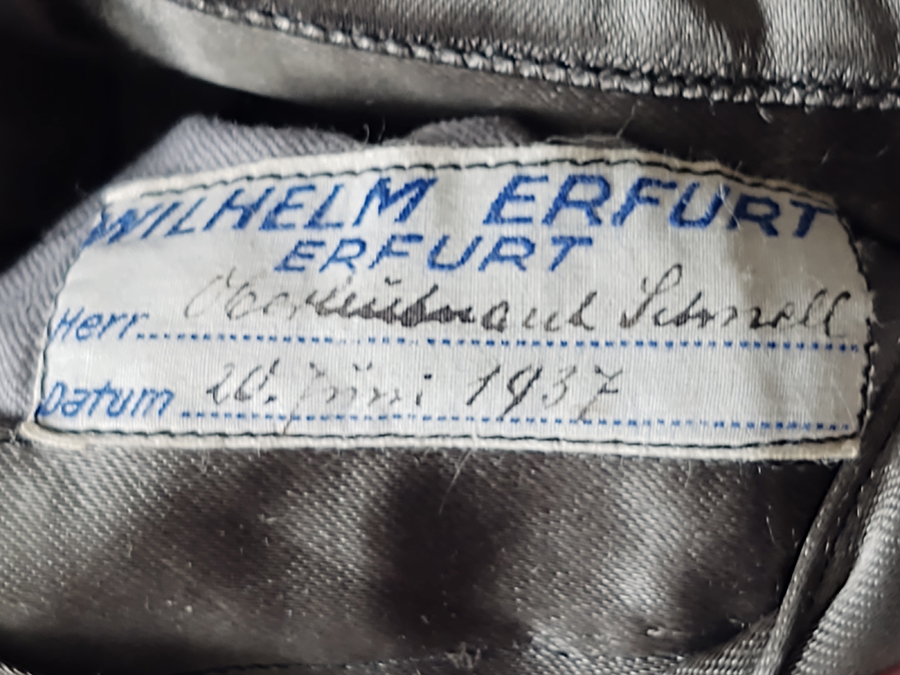 WILHELM ERFURT
ERFURT
Herr Oberleutnant Schnell
Datum 20. Juni 1937